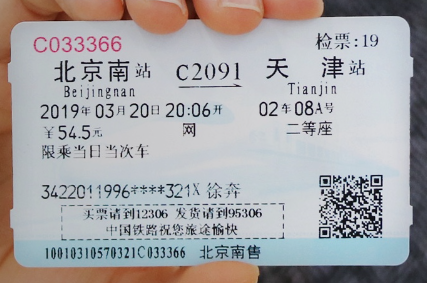 C033366 检票:19
北京南站 C2091 天津站
Beijingnan Tianjin
2019年03月20日20:06开 02车08A号
￥54.5元 网 二等座
限乘当日当次车
3422011996****321X 徐奔
买票请到12306 发货请到95306
中国铁路祝您旅途愉快
10010310570321C033366 北京南售